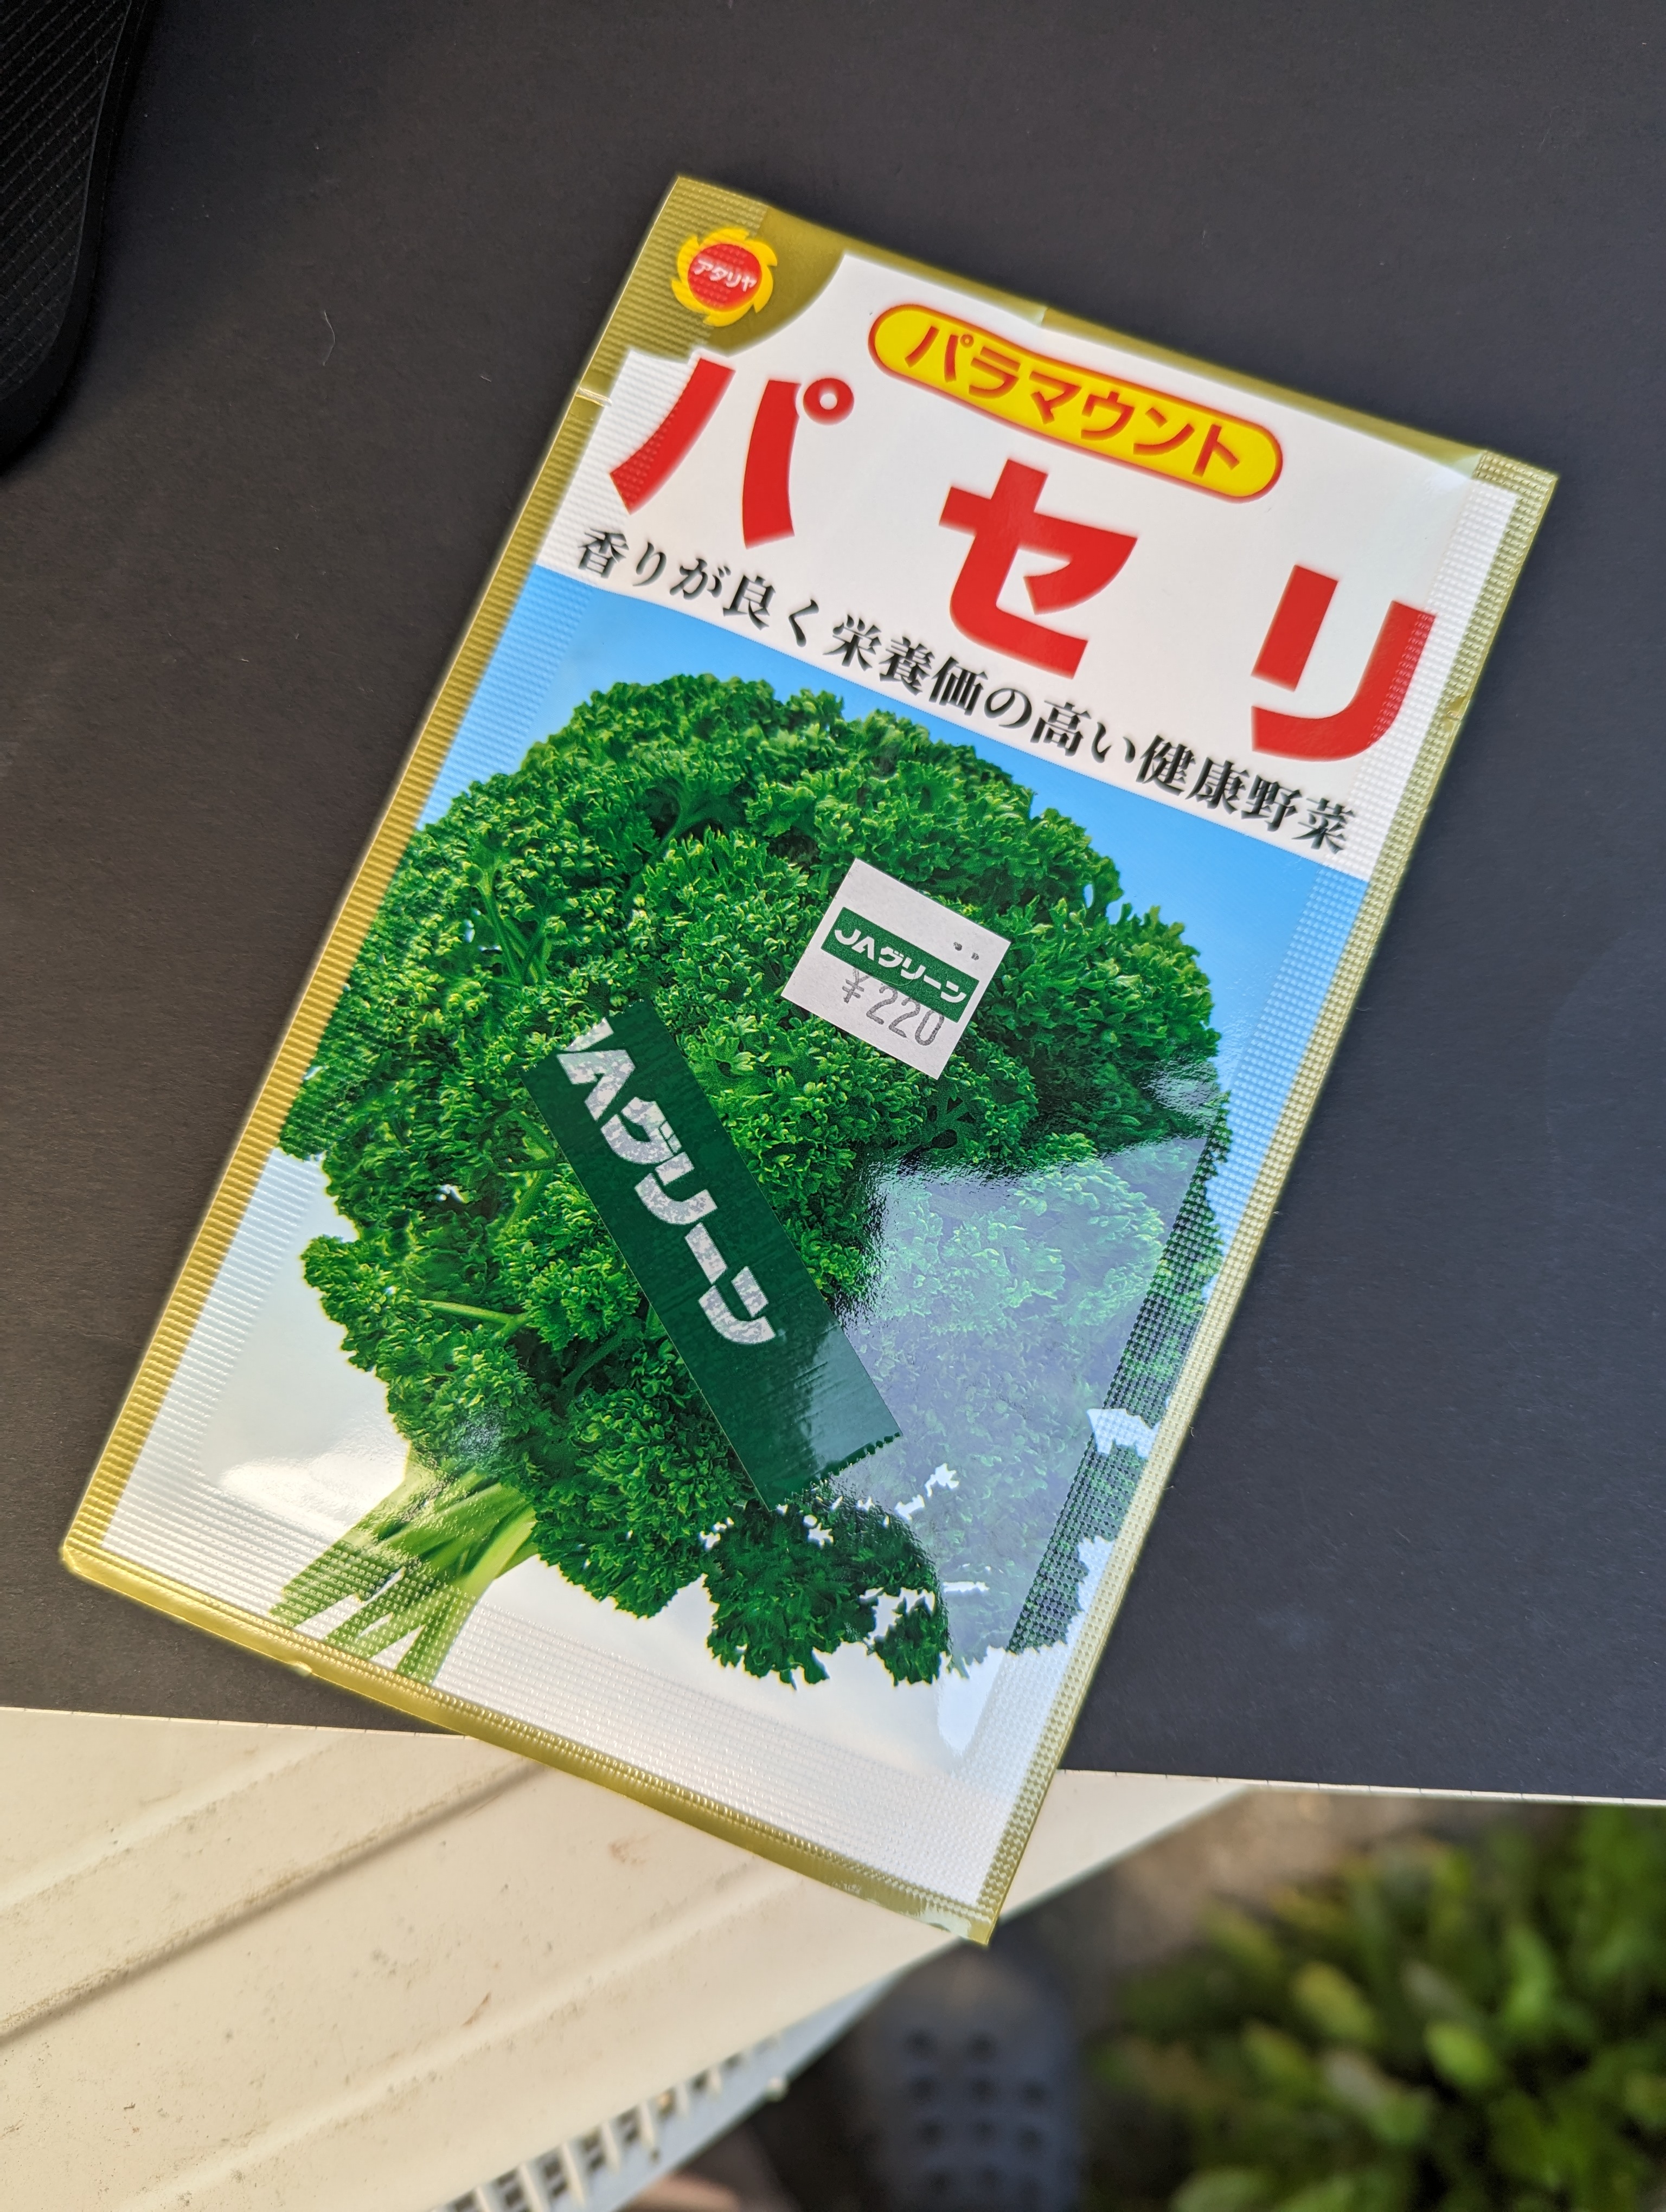 アタリヤ
パラマウント
パセリ
香りが良く栄養価の高い健康野菜
JAグリーン
¥220
JAグリーン